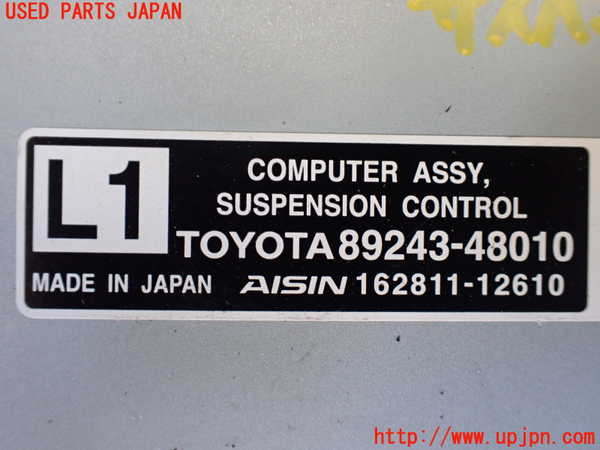 USED PARTS JAPAN
L1
COMPUTER ASSY,
SUSPENSION CONTROL
TOYOTA 89243-48010
MADE IN JAPAN AISIN 162811-12610
http://www.upjpn.com